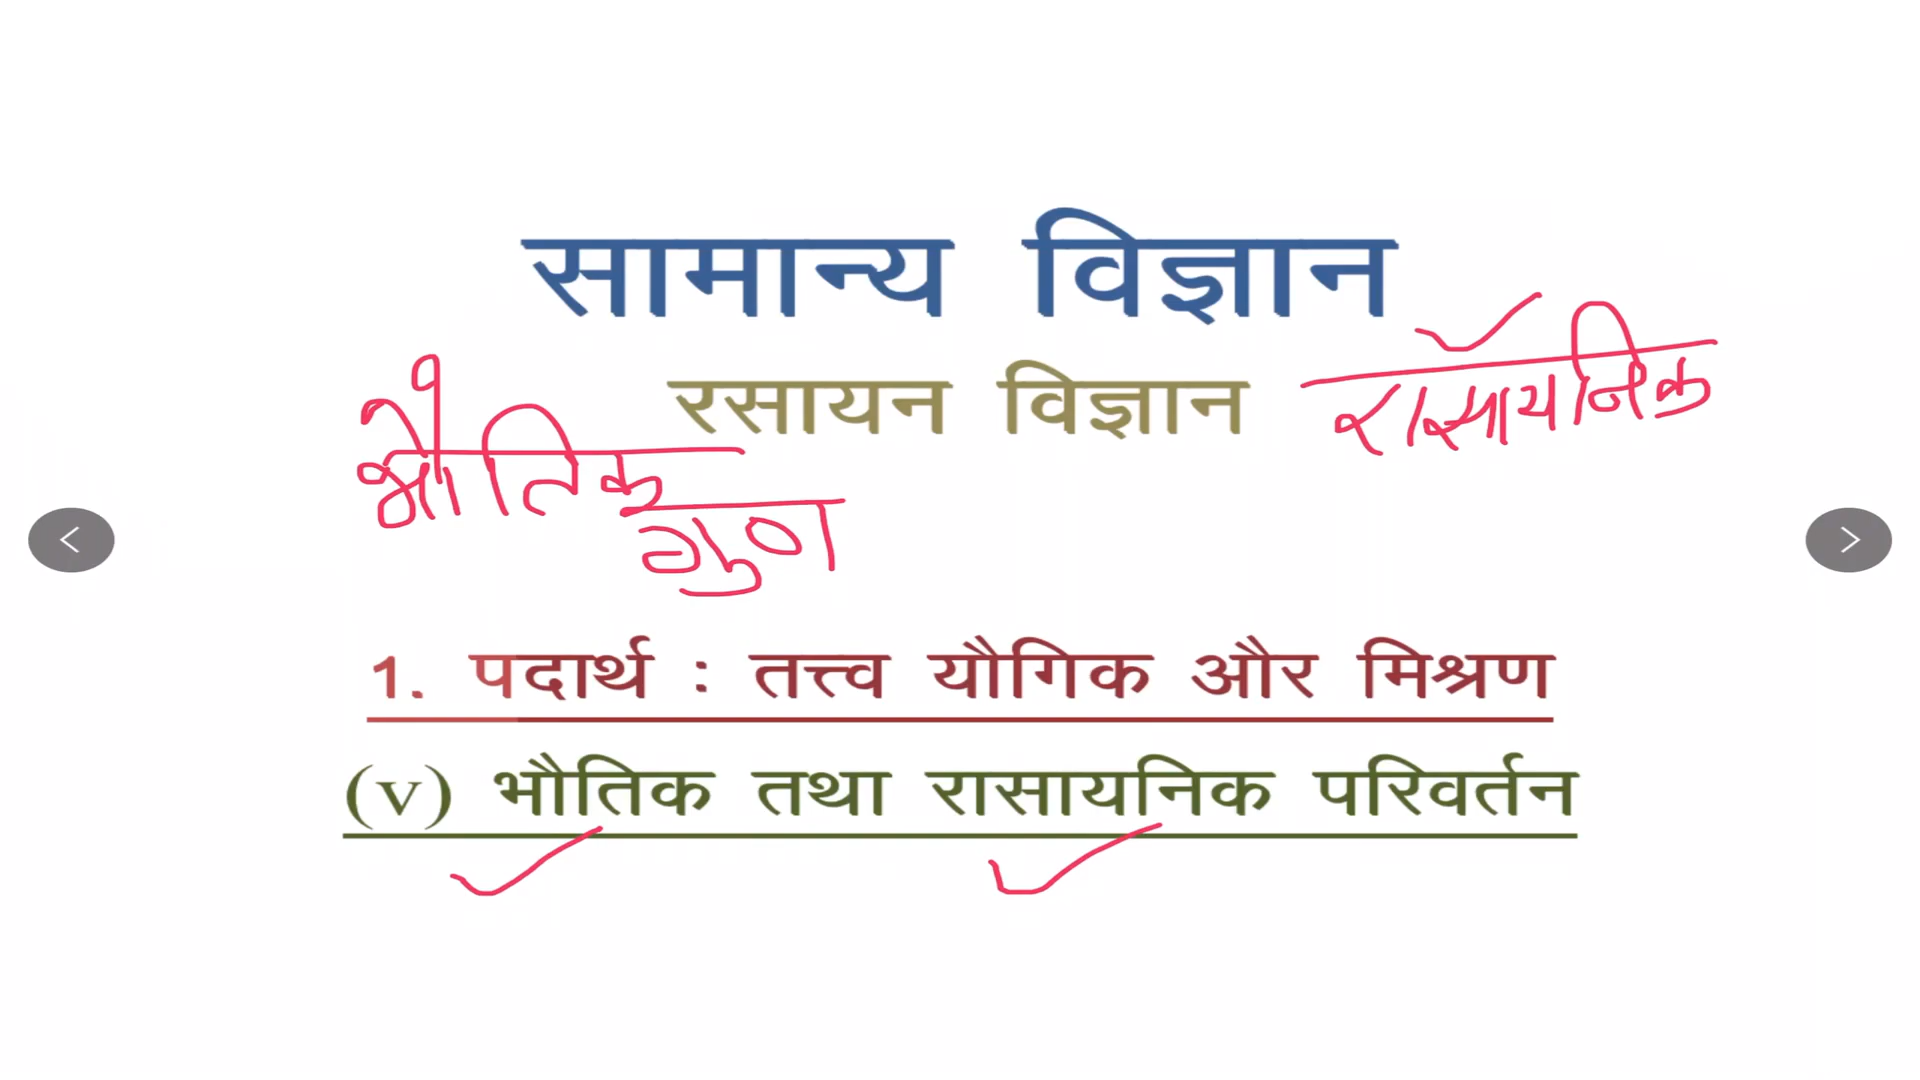 सामान्य विज्ञान
रसायन विज्ञान
रासायनिक
भौतिक
गुण
1. पदार्थ : तत्त्व यौगिक और मिश्रण
(v) भौतिक तथा रासायनिक परिवर्तन